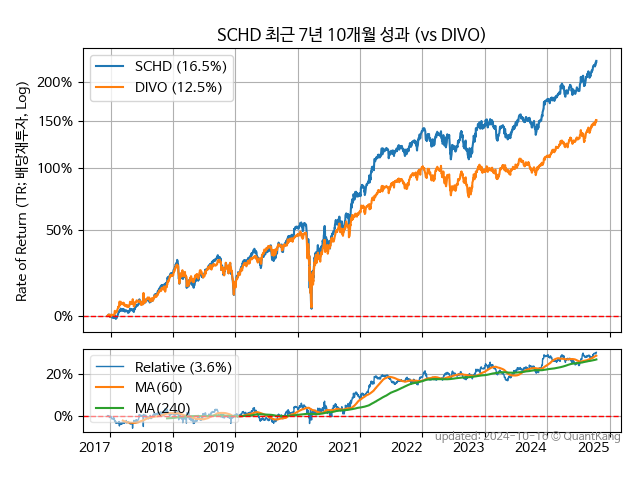 SCHD 최근 7년 10개월 성과 (vs DIVO)
Rate of Return (TR: 배당재투자, Log)
SCHD (16.5%)
DIVO (12.5%)
200%
150%
100%
50%
0%
Relative (3.6%)
MA(60)
MA(240)
20%
0%
2017 2018 2019 2020 2021 2022 2023 2024 2025
updated: 2024-10-16 © QuantKang